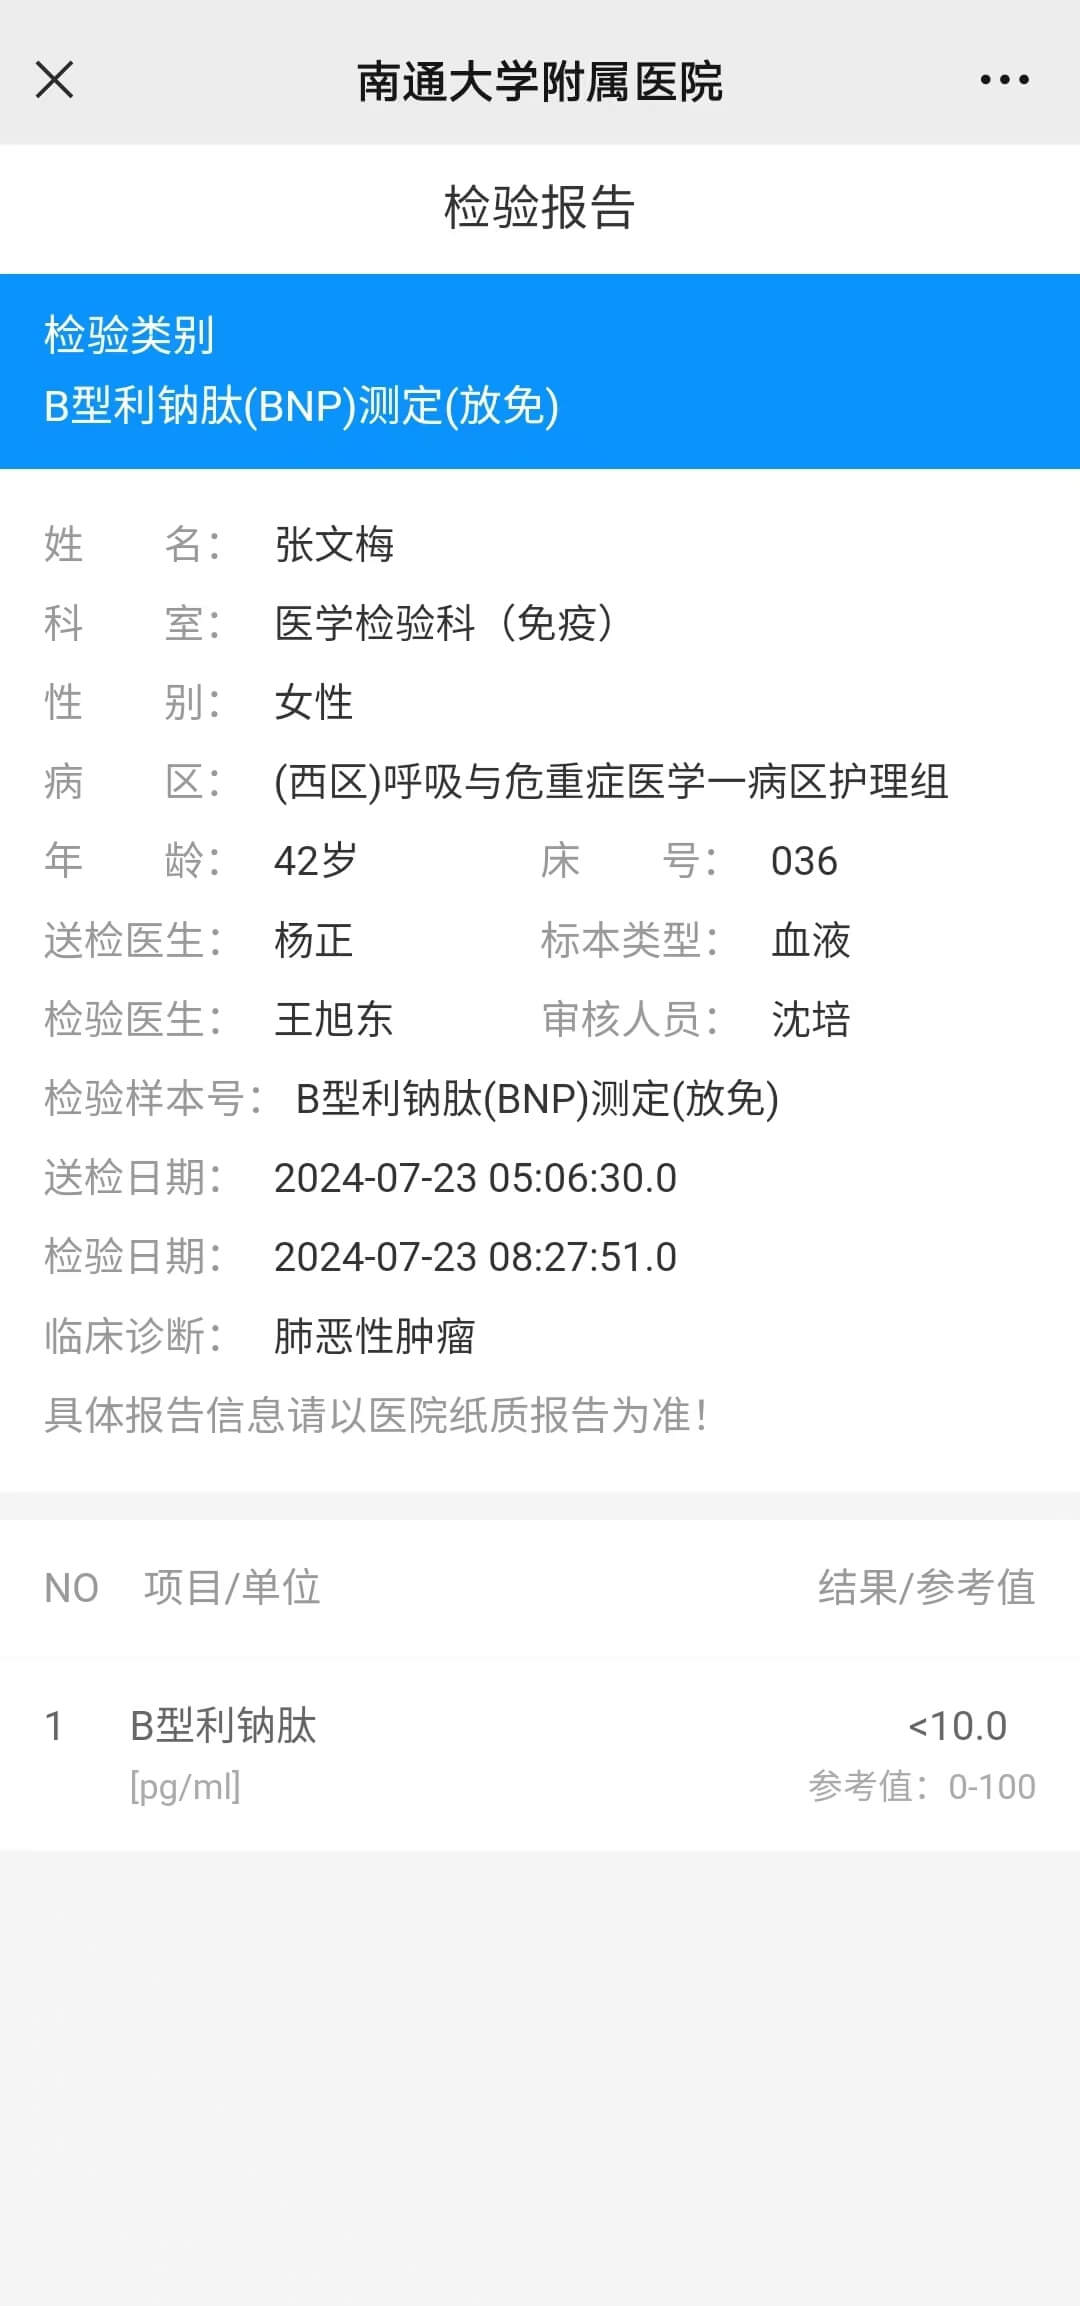 南通大学附属医院
检验报告
检验类别
B型利钠肽(BNP)测定(放免)
姓名： 张文梅
科室： 医学检验科（免疫）
性别： 女性
病区： (西区)呼吸与危重症医学一病区护理组
年龄： 42岁 床号： 036
送检医生： 杨正 标本类型： 血液
检验医生： 王旭东 审核人员： 沈培
检验样本号： B型利钠肽(BNP)测定(放免)
送检日期： 2024-07-23 05:06:30.0
检验日期： 2024-07-23 08:27:51.0
临床诊断： 肺恶性肿瘤
具体报告信息请以医院纸质报告为准！
NO 项目/单位 结果/参考值
1 B型利钠肽 <10.0
[pg/ml] 参考值：0-100